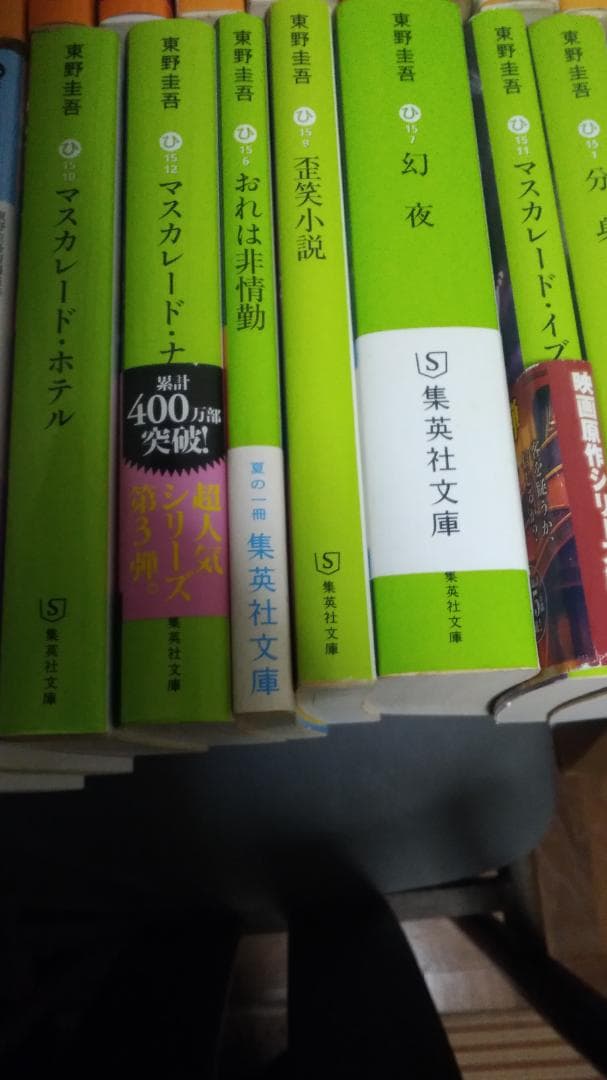 東野圭吾
ひ
15
10
マスカレード・ホテル
S
集英社文庫
東野圭吾
ひ
15
12
マスカレード・ナ
累計
400万部
突破!
超人気
シリーズ
第3弾。
集英社文庫
東野圭吾
ひ
15
6
おれは非情勤
夏の一冊
集英社文庫
東野圭吾
ひ
15
9
歪笑小説
S
集英社文庫
東野圭吾
ひ
15
7
幻夜
S
集英社文庫
集英社文庫
東野圭吾
ひ
15
11
マスカレード・イブ
映画原作シリーズ
東野圭吾
ひ
15
1
分身